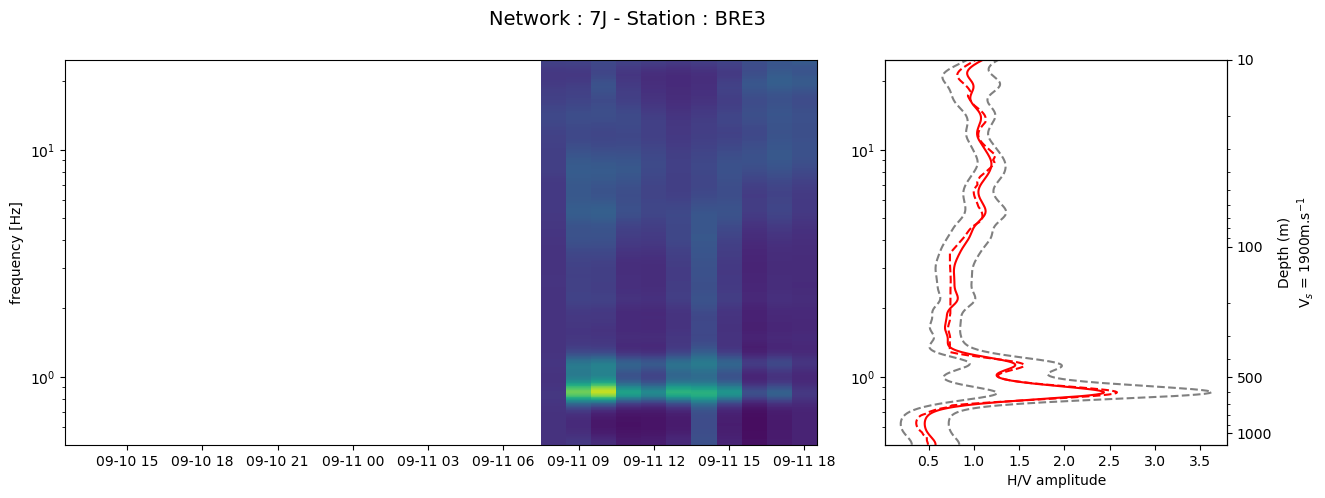 Network : 7J - Station : BRE3
frequency [Hz]
10¹
10⁰
09-10 15 09-10 18 09-10 21 09-11 00 09-11 03 09-11 06 09-11 09 09-11 12 09-11 15 09-11 18
10¹
10⁰
0.5 1.0 1.5 2.0 2.5 3.0 3.5
H/V amplitude
10
100
500
1000
Depth (m)
Vₛ = 1900m.s⁻¹